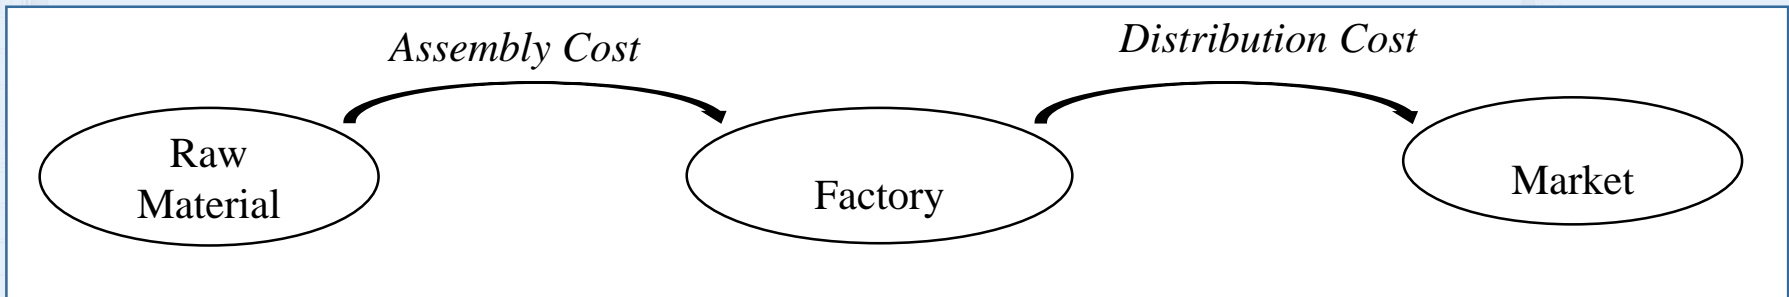 Assembly Cost
Distribution Cost
Raw
Material
Factory
Market